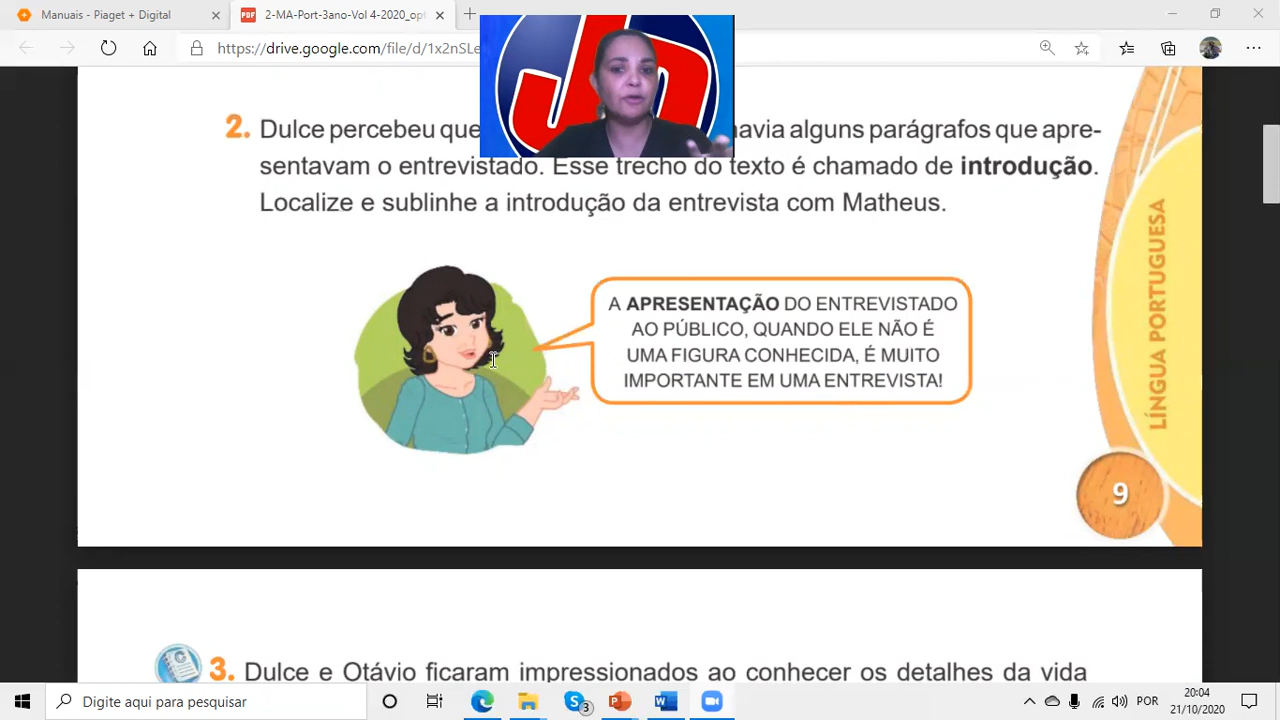 Manuais - Piaget + Digital
2-MA-Port-3ano-Vol 4-2020_opt
https://drive.google.com/file/d/1x2nSLe
2. Dulce percebeu que havia alguns parágrafos que apre-
sentavam o entrevistado. Esse trecho do texto é chamado de introdução.
Localize e sublinhe a introdução da entrevista com Matheus.
A APRESENTAÇÃO DO ENTREVISTADO
AO PÚBLICO, QUANDO ELE NÃO É
UMA FIGURA CONHECIDA, É MUITO
IMPORTANTE EM UMA ENTREVISTA!
LÍNGUA PORTUGUESA
9
3. Dulce e Otávio ficaram impressionados ao conhecer os detalhes da vida
Digite aqui para pesquisar
3
POR
20:04
21/10/2020